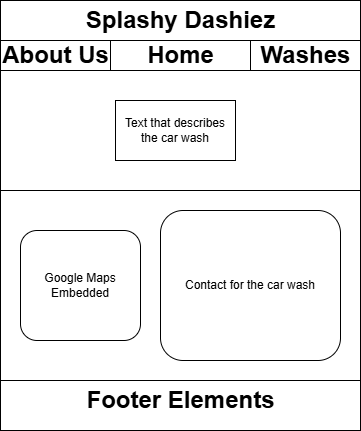 Splashy Dashiez
About Us Home Washes
Text that describes
the car wash
Google Maps
Embedded
Contact for the car wash
Footer Elements